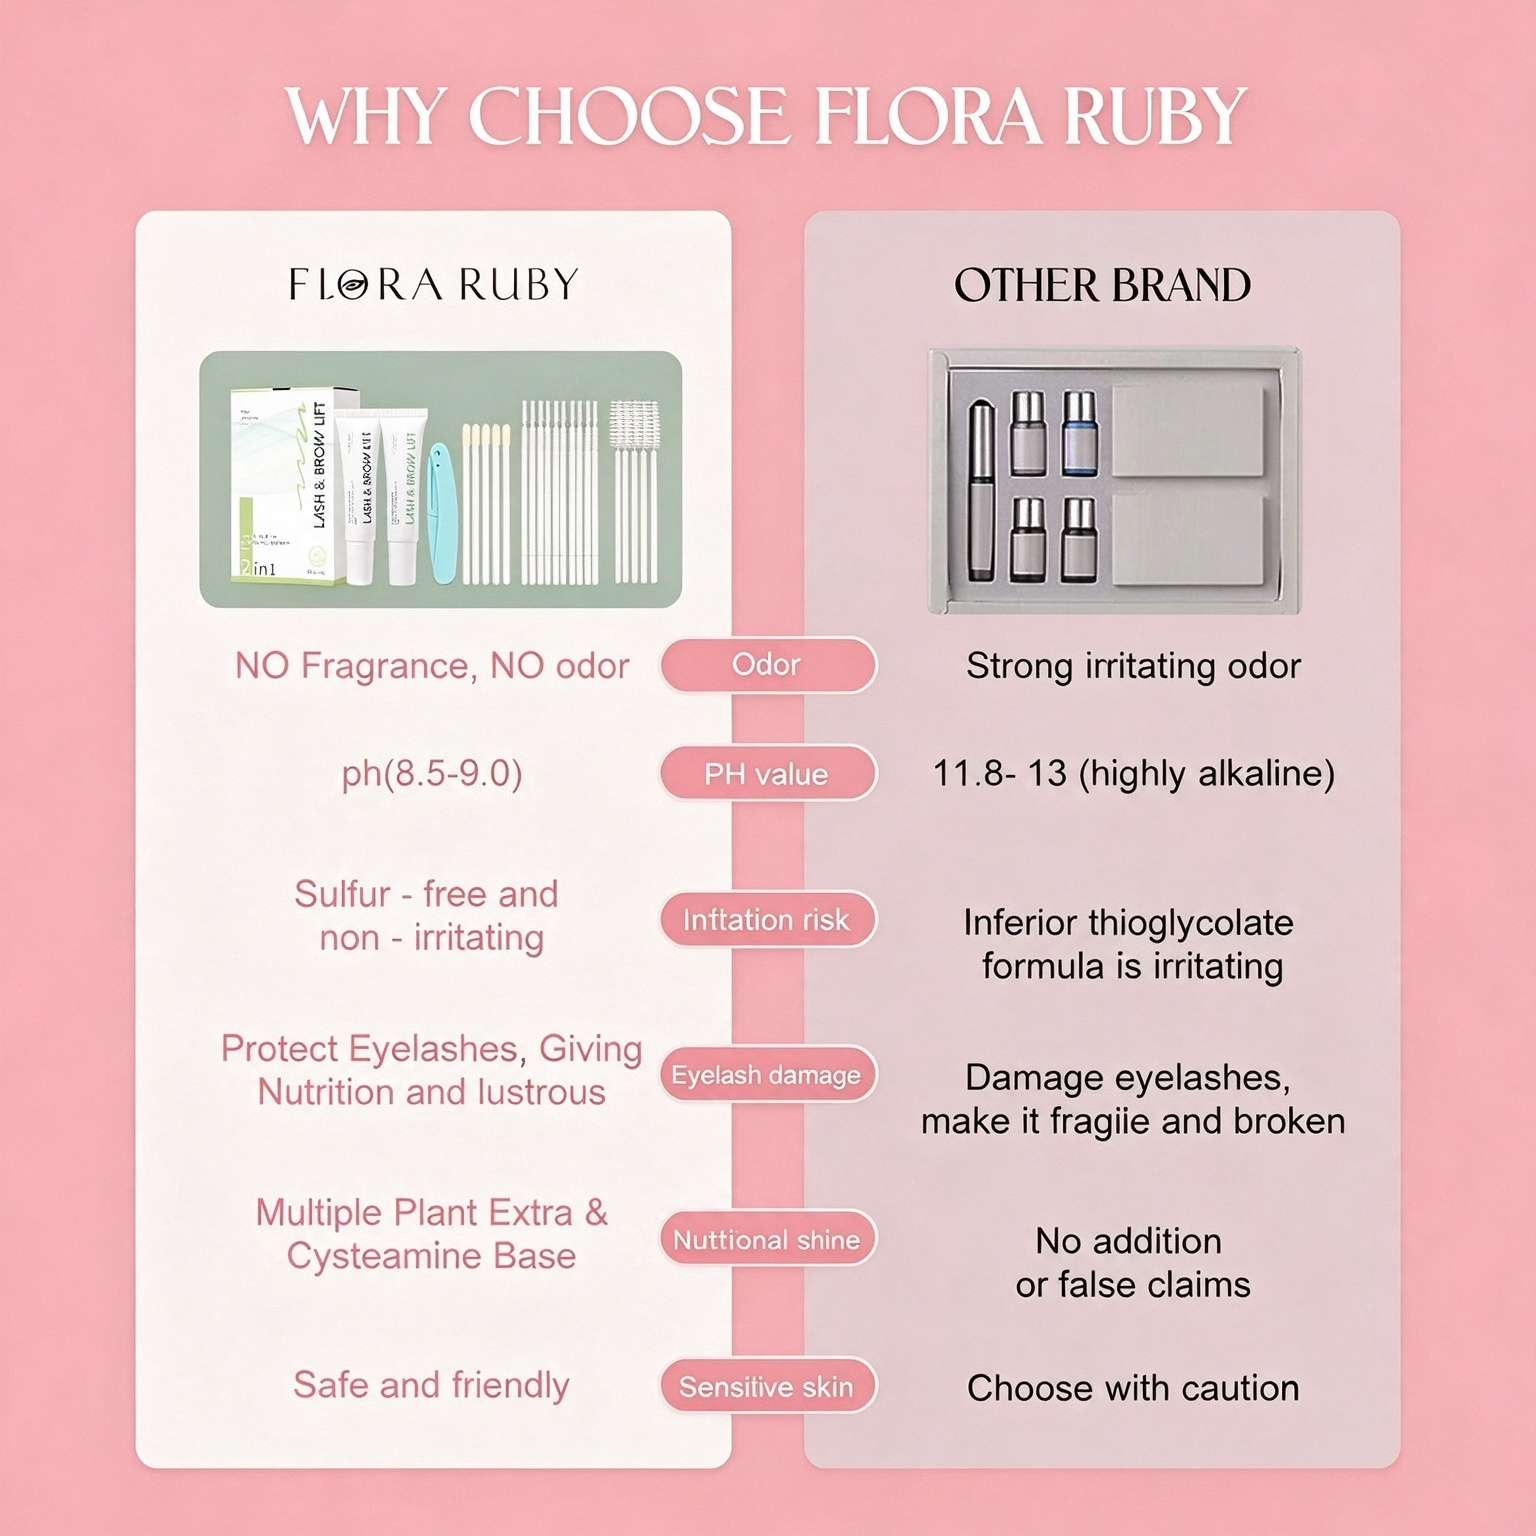 WHY CHOOSE FLORA RUBY
FLORA RUBY
OTHER BRAND
LASH & BROW LIFT
2 in 1
LASH & BROW LIFT
LASH & BROW LIFT
NO Fragrance, NO odor
Odor
Strong irritating odor
ph(8.5-9.0)
PH value
11.8- 13 (highly alkaline)
Sulfur - free and
non - irritating
Inftation risk
Inferior thioglycolate
formula is irritating
Protect Eyelashes, Giving
Nutrition and lustrous
Eyelash damage
Damage eyelashes,
make it fragiie and broken
Multiple Plant Extra &
Cysteamine Base
Nuttional shine
No addition
or false claims
Safe and friendly
Sensitive skin
Choose with caution